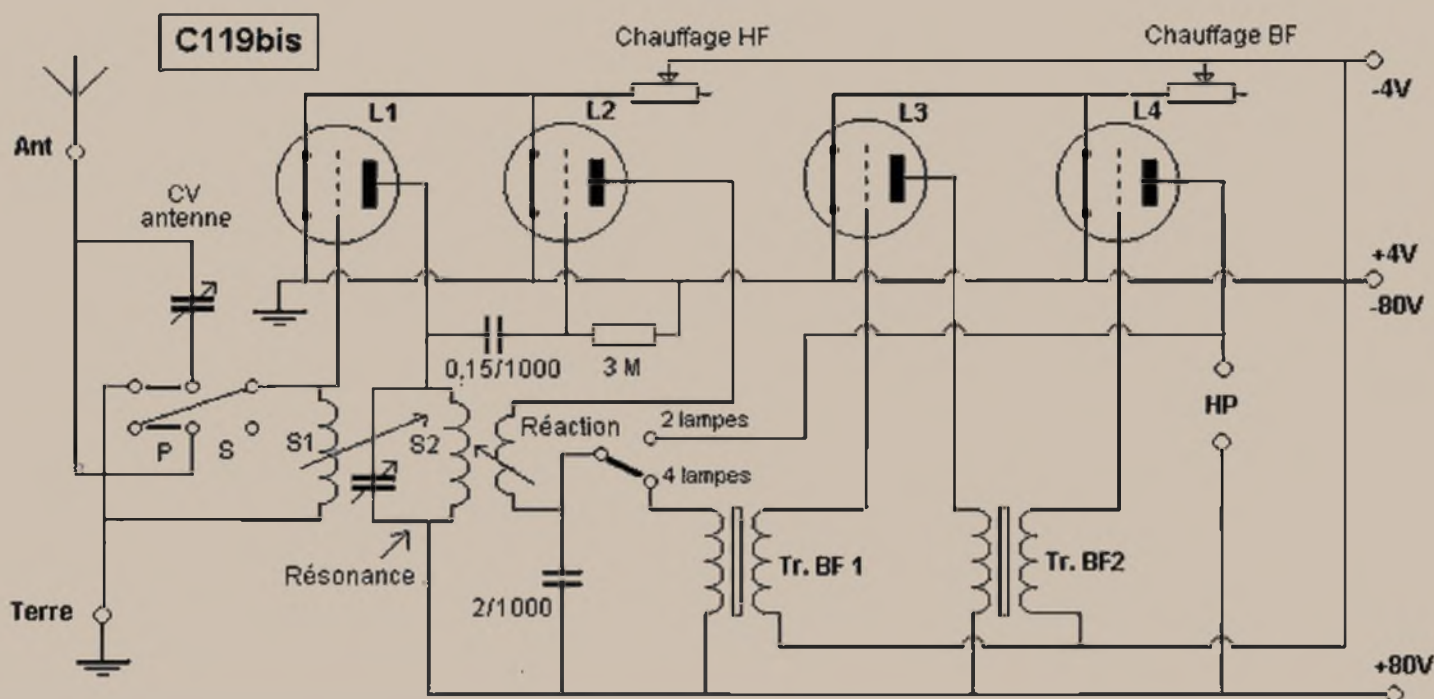 C119bis
Chauffage HF
Chauffage BF
-4V
L1
L2
L3
L4
Ant
CV
antenne
+4V
-80V
0,15/1000
3 M
HP
P
S
S1
S2
Réaction
2 lampes
4 lampes
Résonance
2/1000
Tr. BF 1
Tr. BF2
Terre
+80V